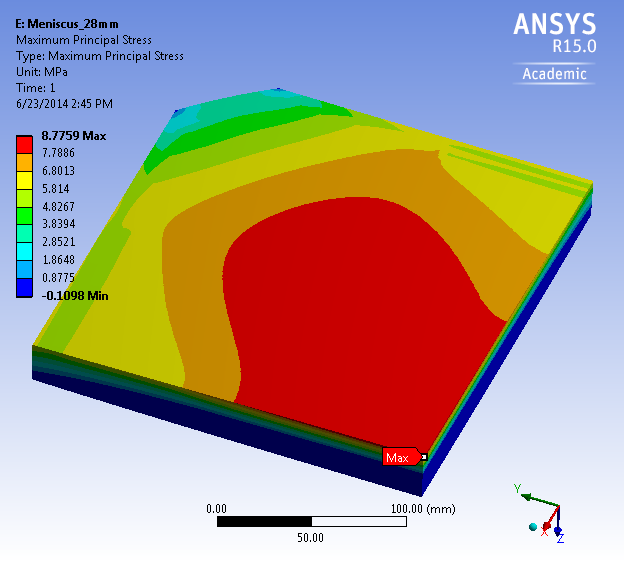 E: Meniscus_28mm
Maximum Principal Stress
Type: Maximum Principal Stress
Unit: MPa
Time: 1
6/23/2014 2:45 PM
ANSYS
R15.0
Academic
8.7759 Max
7.7886
6.8013
5.814
4.8267
3.8394
2.8521
1.8648
0.8775
-0.1098 Min
Max
0.00
100.00 (mm)
50.00
Y
X
Z